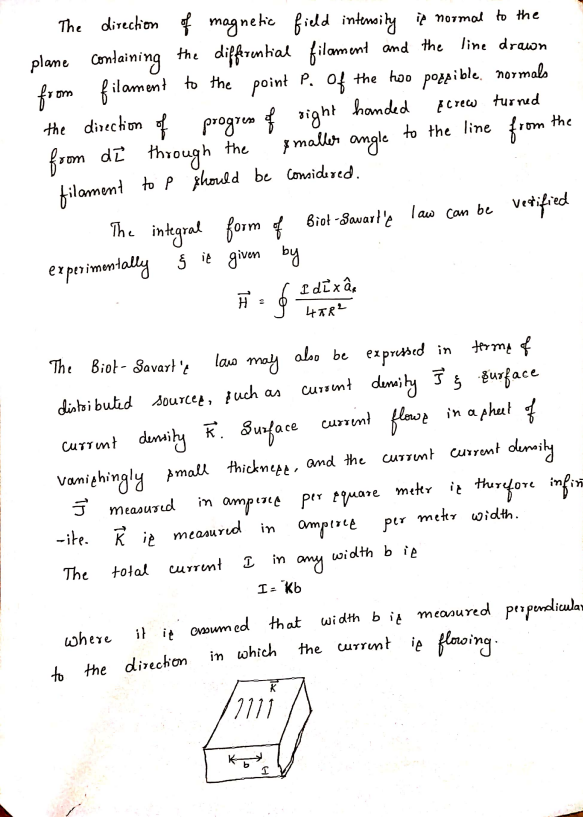 The direction of magnetic field intensity is normal to the
plane containing the differntial filament and the line drawn
from filament to the point P. Of the two possible normals
the direction of progress of right handed screw turned
from dL⃗ through the smaller angle to the line from the
filament to P should be considered.
The integral form of Biot-Savart's law can be verified
experimentally & is given by
H⃗ = ∮ I dL⃗ x âᵣ / 4πR²
The Biot-Savart's law may also be expressed in terms of
distributed sources, such as current density J⃗ & surface
current density K⃗. Surface current flows in a sheet of
vanishingly small thickness, and the current current density
J⃗ measured in amperes per square meter is therefore infin
-ite. K⃗ is measured in amperes per meter width.
The total current I in any width b is
I = Kb
where it is assumed that width b is measured perpendicular
to the direction in which the current is flowing.
K⃗
b
I